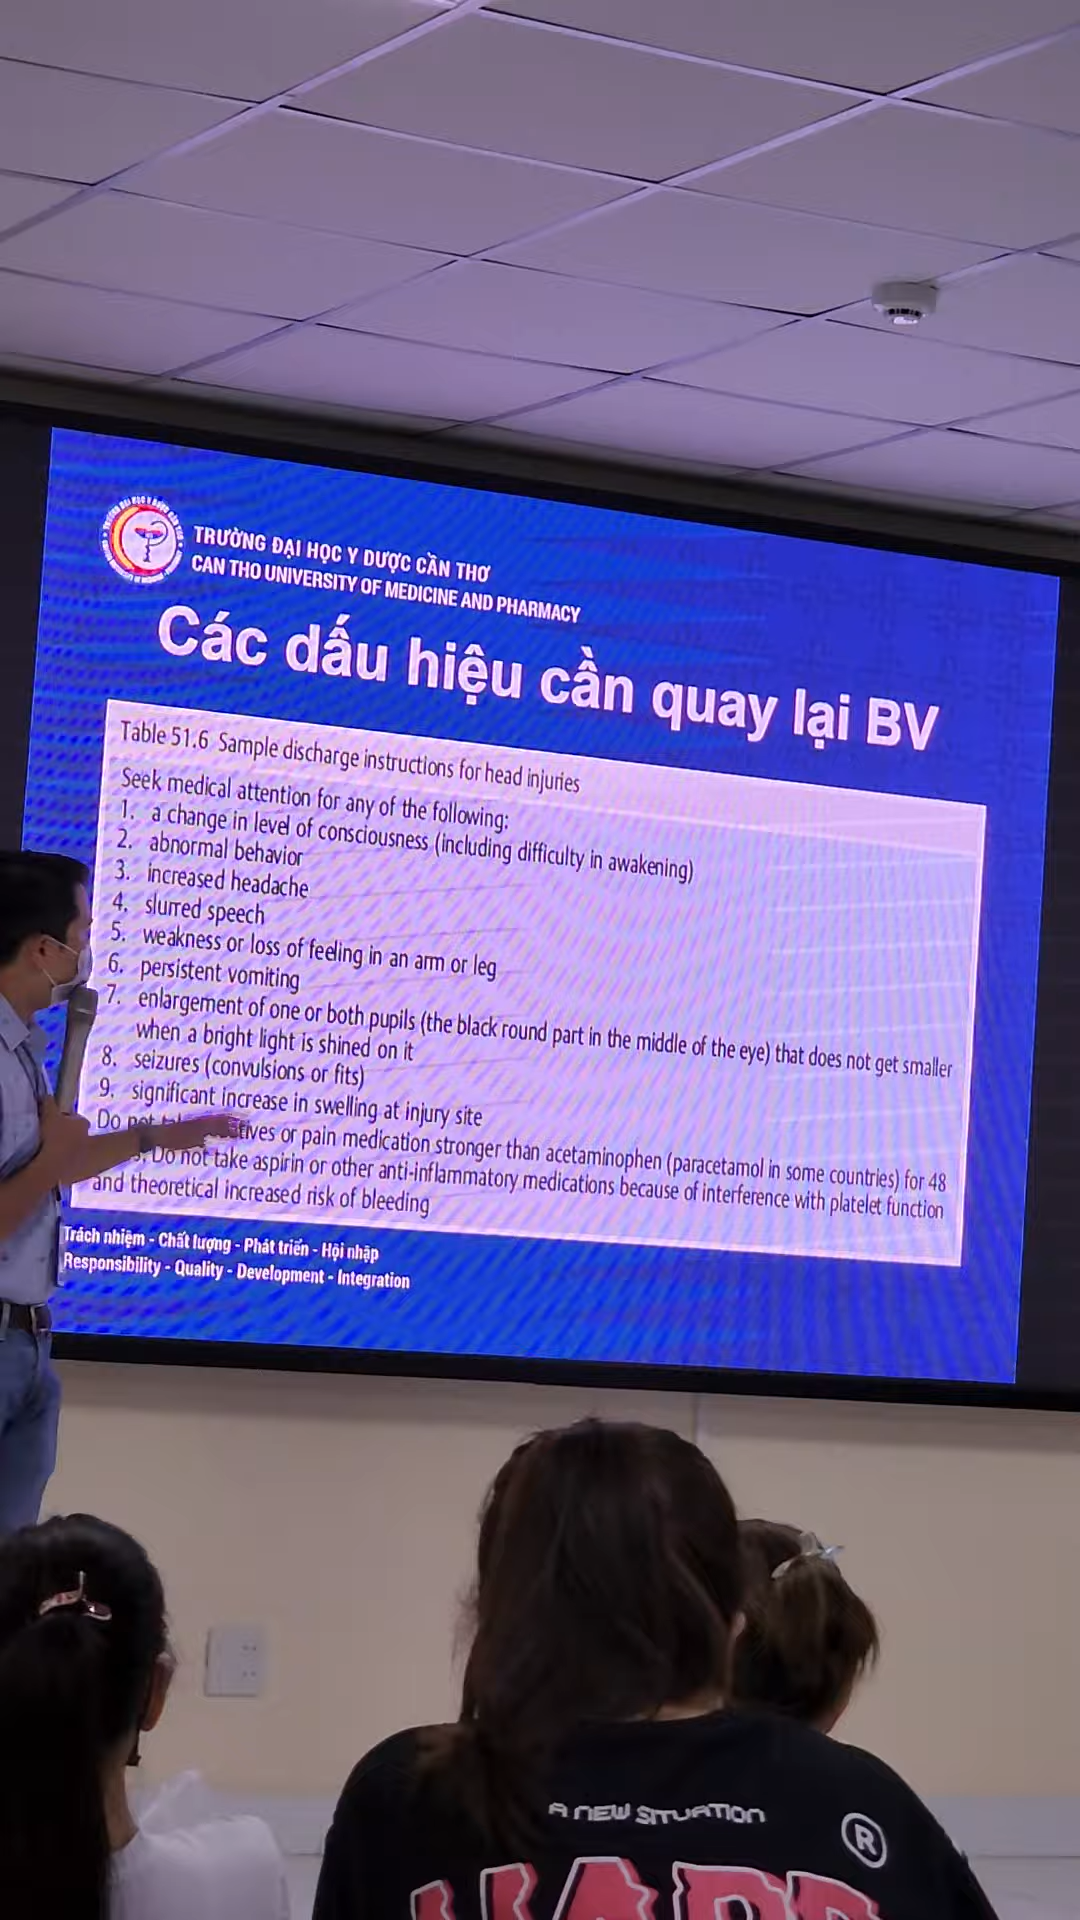 TRƯỜNG ĐẠI HỌC Y DƯỢC CẦN THƠ
CAN THO UNIVERSITY OF MEDICINE AND PHARMACY
Các dấu hiệu cần quay lại BV
Table 51.6 Sample discharge instructions for head injuries
Seek medical attention for any of the following:
1. a change in level of consciousness (including difficulty in awakening)
2. abnormal behavior
3. increased headache
4. slurred speech
5. weakness or loss of feeling in an arm or leg
6. persistent vomiting
7. enlargement of one or both pupils (the black round part in the middle of the eye) that does not get smaller
when a bright light is shined on it
8. seizures (convulsions or fits)
9. significant increase in swelling at injury site
Do not or pain medication stronger than acetaminophen (paracetamol in some countries) for 48
Do not take aspirin or other anti-inflammatory medications because of interference with platelet function
and theoretical increased risk of bleeding
Trách nhiệm - Chất lượng - Phát triển - Hội nhập
Responsibility - Quality - Development - Integration
A NEW SITUATION
®